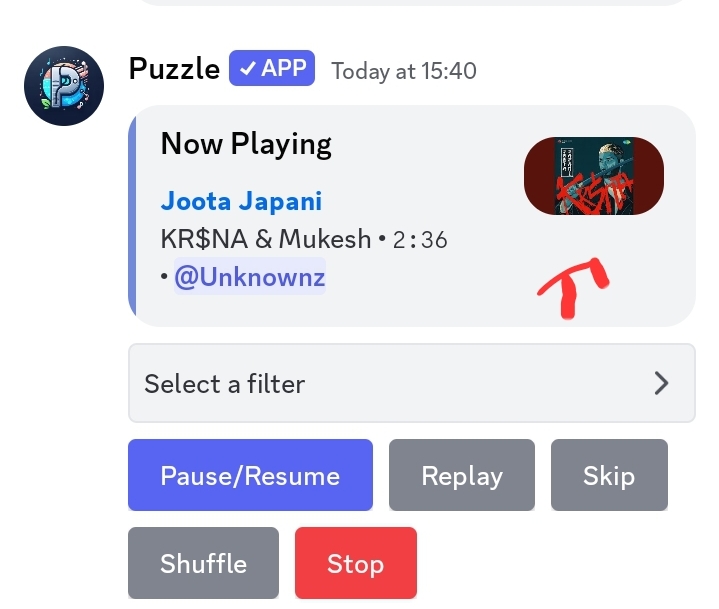 Puzzle ✓ APP Today at 15:40
Now Playing
Joota Japani
KR$NA & Mukesh • 2:36
• @Unknownz
Select a filter
Pause/Resume Replay Skip
Shuffle Stop